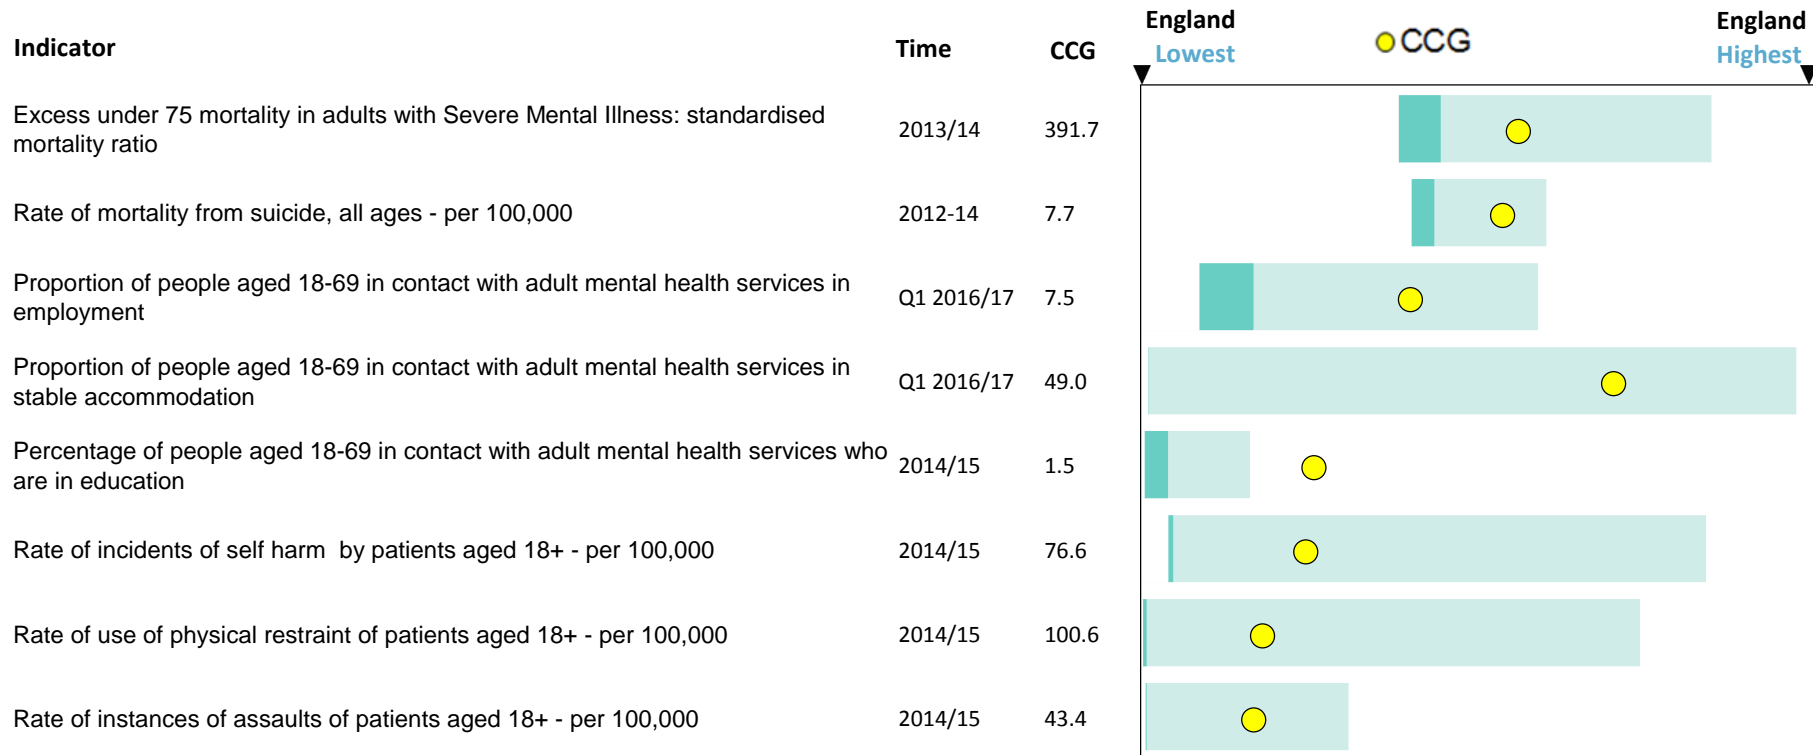 England England
Indicator Time CCG CCG
Lowest Highest
Excess under 75 mortality in adults with Severe Mental Illness: standardised
mortality ratio 2013/14 391.7
Rate of mortality from suicide, all ages - per 100,000 2012-14 7.7
Proportion of people aged 18-69 in contact with adult mental health services in
employment Q1 2016/17 7.5
Proportion of people aged 18-69 in contact with adult mental health services in
stable accommodation Q1 2016/17 49.0
Percentage of people aged 18-69 in contact with adult mental health services who
are in education 2014/15 1.5
Rate of incidents of self harm  by patients aged 18+ - per 100,000 2014/15 76.6
Rate of use of physical restraint of patients aged 18+ - per 100,000 2014/15 100.6
Rate of instances of assaults of patients aged 18+ - per 100,000 2014/15 43.4